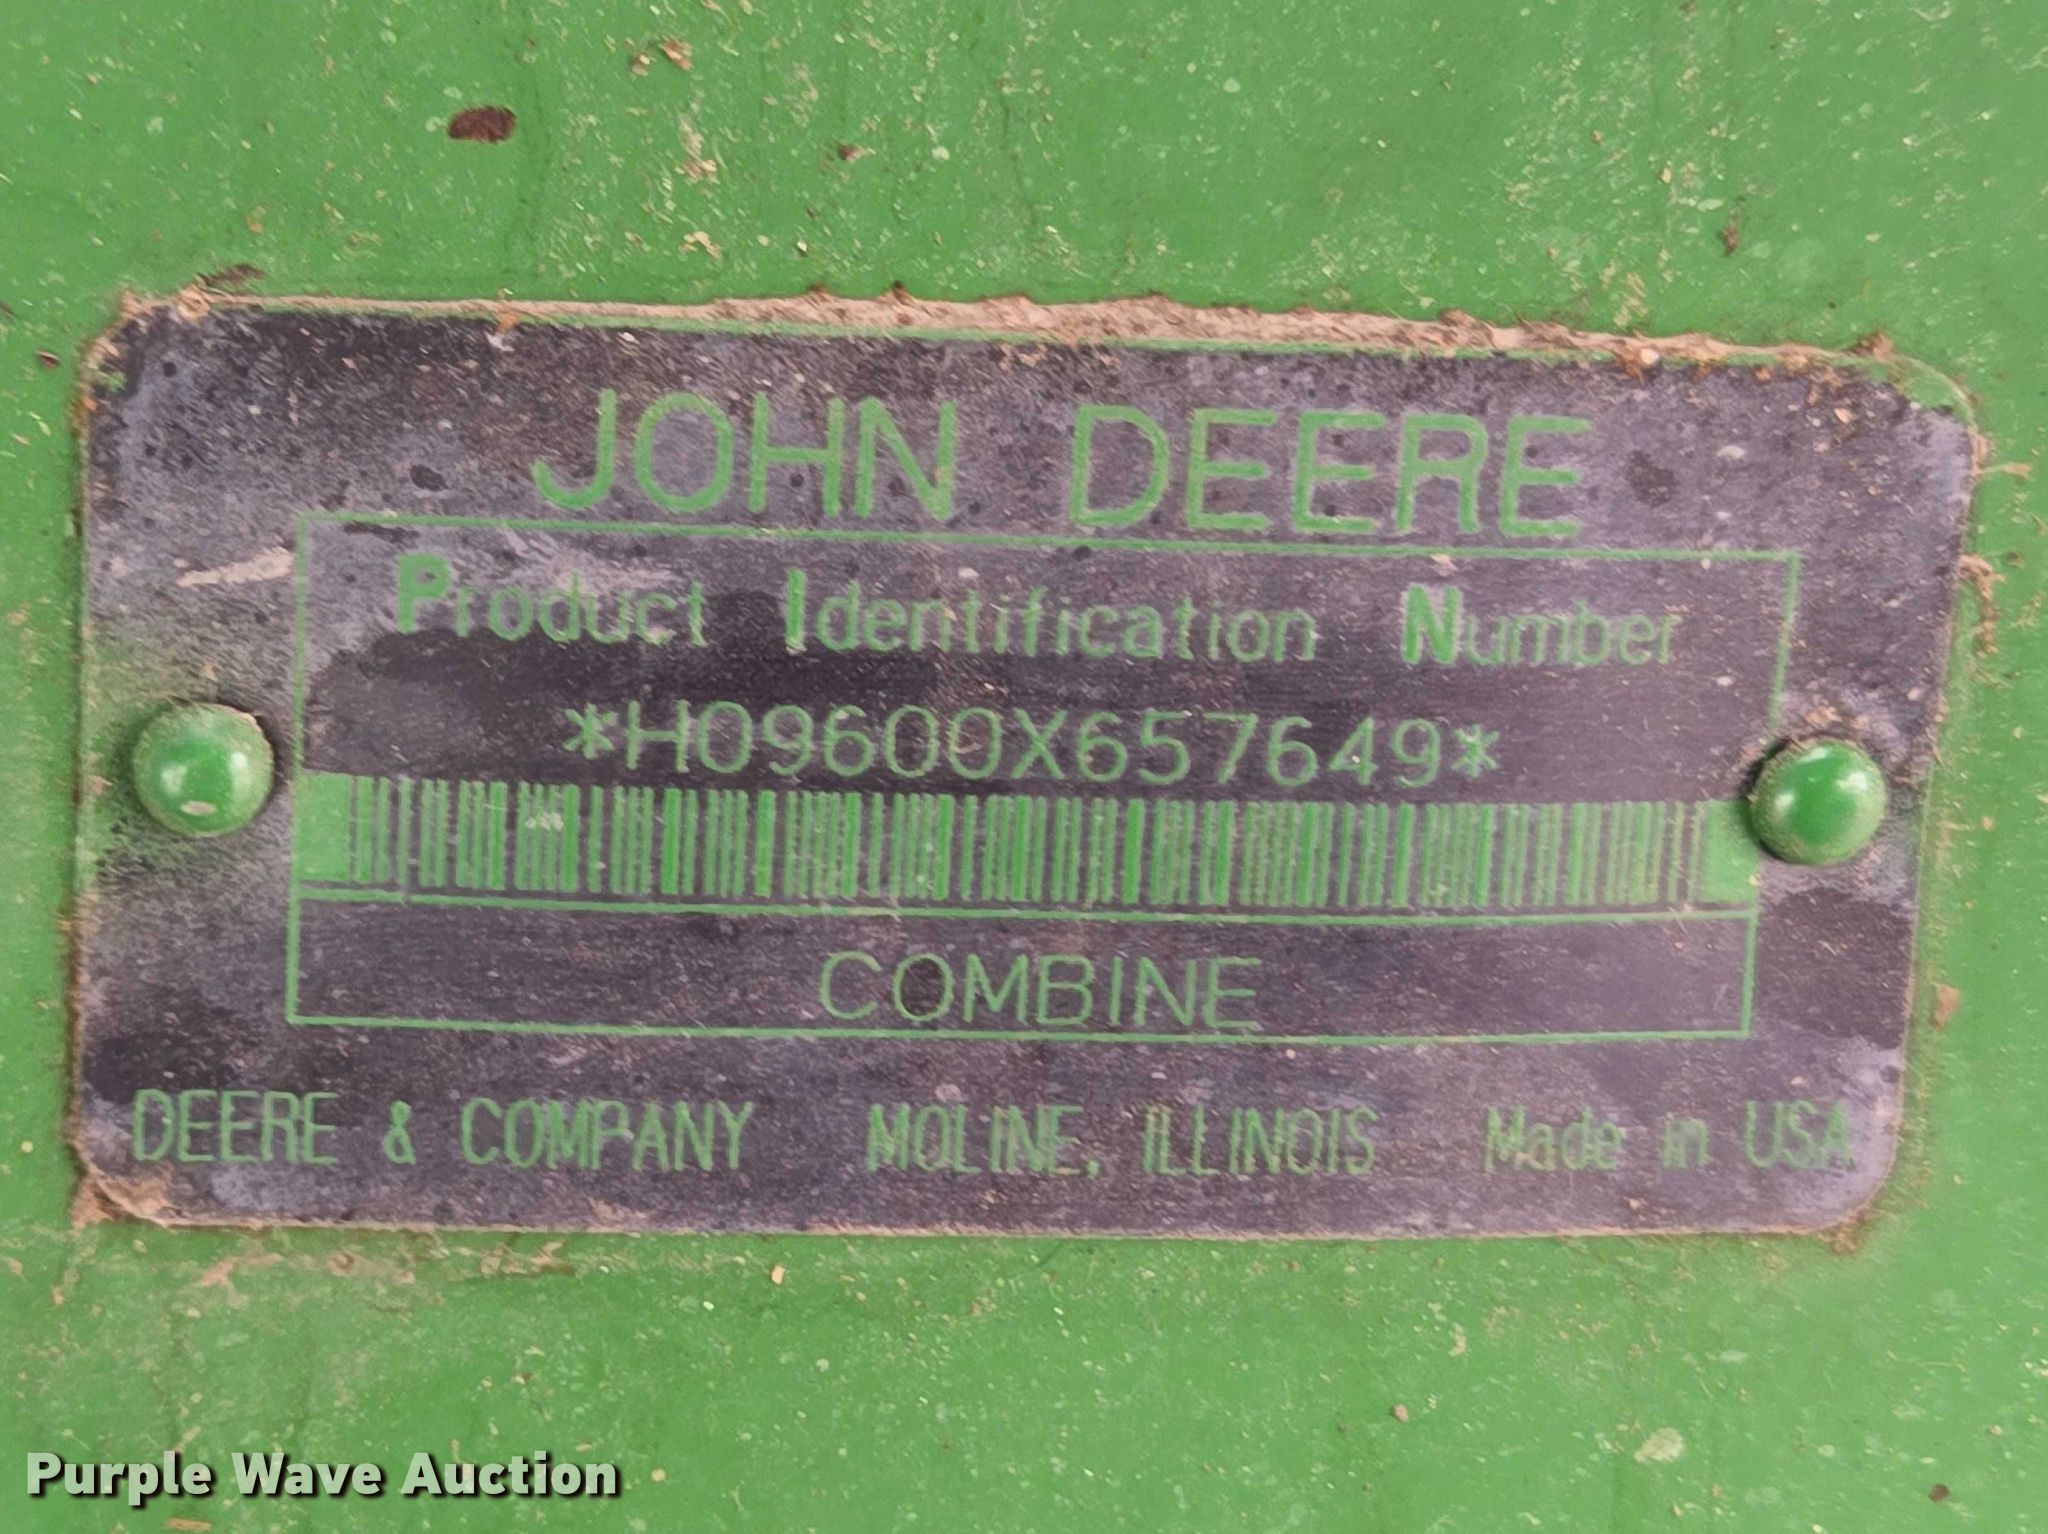 JOHN DEERE
Product Identification Number
*H09600X657649*
COMBINE
DEERE & COMPANY MOLINE, ILLINOIS Made in USA
Purple Wave Auction